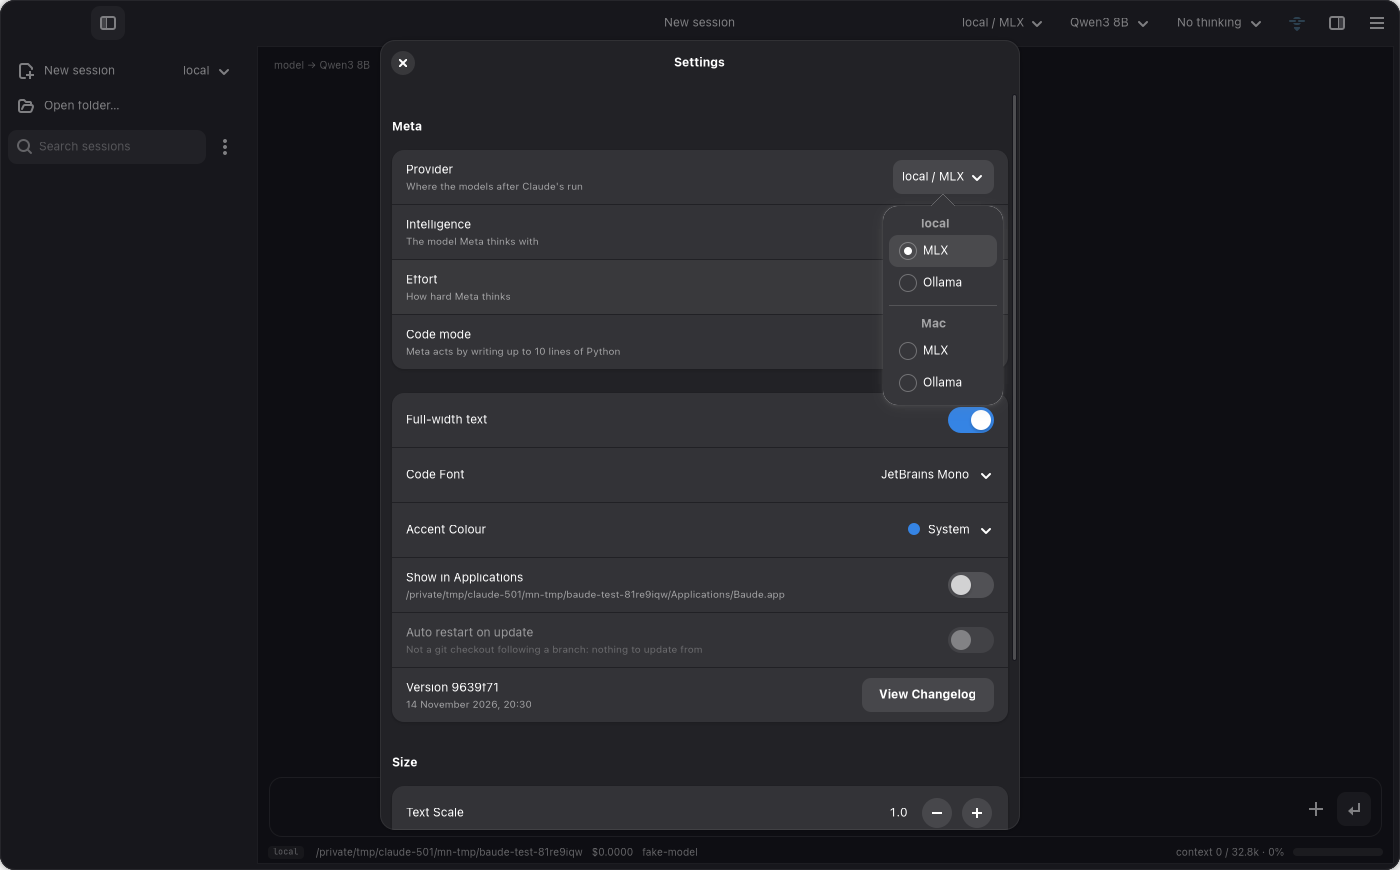 New session
local / MLX
Qwen3 8B
No thinking
New session
local
Open folder...
Search sessions
model → Qwen3 8B
Settings
Meta
Provider
Where the models after Claude's run
local / MLX
local
MLX
Ollama
Mac
MLX
Ollama
Intelligence
The model Meta thinks with
Effort
How hard Meta thinks
Code mode
Meta acts by writing up to 10 lines of Python
Full-width text
Code Font
JetBrains Mono
Accent Colour
System
Show in Applications
/private/tmp/claude-501/mn-tmp/baude-test-81re9iqw/Applications/Baude.app
Auto restart on update
Not a git checkout following a branch: nothing to update from
Version 9639f71
14 November 2026, 20:30
View Changelog
Size
Text Scale
1.0
local
/private/tmp/claude-501/mn-tmp/baude-test-81re9iqw
$0.0000
fake-model
context 0 / 32.8k · 0%